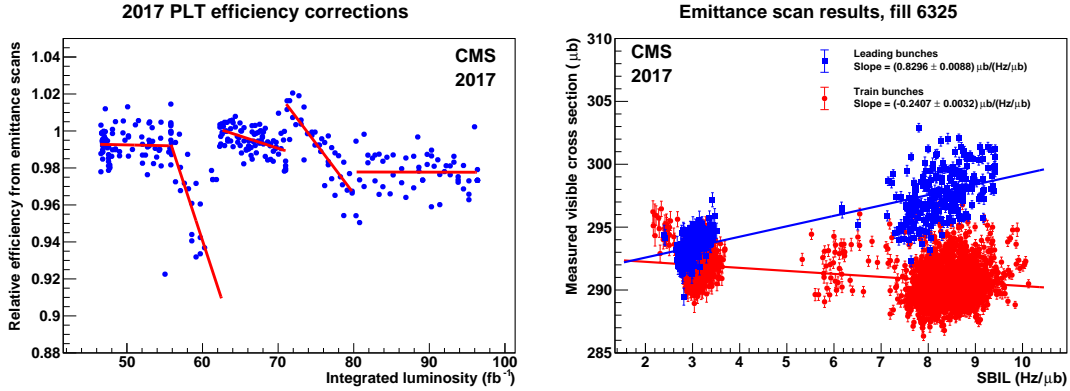 2017 PLT efficiency corrections
Relative efficiency from emittance scans
1.04
1.02
1
0.98
0.96
0.94
0.92
0.9
0.88
CMS
2017
50 60 70 80 90 100
Integrated luminosity (fb⁻¹)
Emittance scan results, fill 6325
Measured visible cross section (μb)
310
305
300
295
290
285
CMS
2017
Leading bunches
Slope = (0.8296 ± 0.0088) μb/(Hz/μb)
Train bunches
Slope = (-0.2407 ± 0.0032) μb/(Hz/μb)
2 3 4 5 6 7 8 9 10
SBIL (Hz/μb)